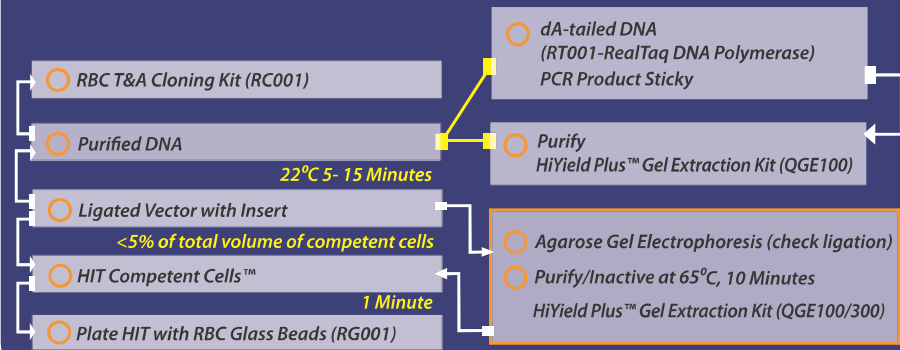 RBC T&A Cloning Kit (RC001)
Purified DNA
22⁰C 5- 15 Minutes
Ligated Vector with Insert
<5% of total volume of competent cells
HIT Competent Cells™
1 Minute
Plate HIT with RBC Glass Beads (RG001)
dA-tailed DNA
(RT001-RealTaq DNA Polymerase)
PCR Product Sticky
Purify
HiYield Plus™ Gel Extraction Kit (QGE100)
Agarose Gel Electrophoresis (check ligation)
Purify/Inactive at 65⁰C, 10 Minutes
HiYield Plus™ Gel Extraction Kit (QGE100/300)